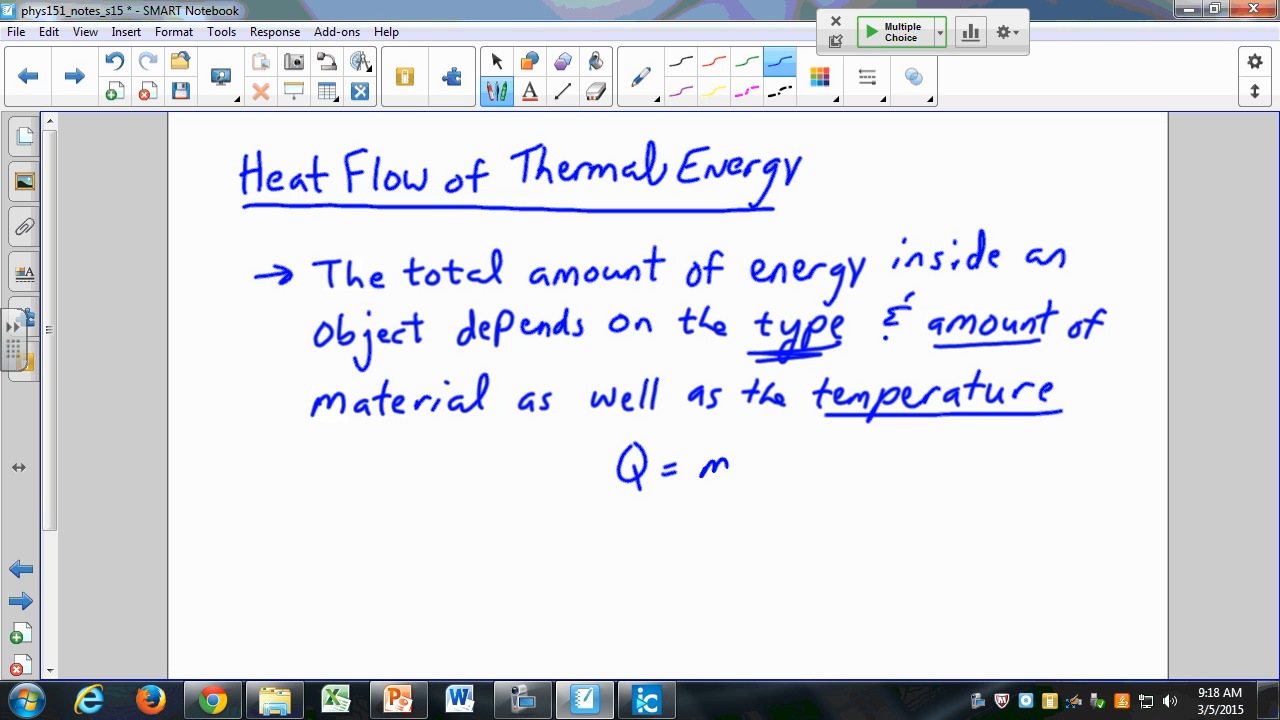 phys151_notes_s15 * - SMART Notebook
File Edit View Insert Format Tools Response Add-ons Help
Multiple
Choice
Heat Flow of Thermal Energy
→ The total amount of energy inside an
object depends on the type & amount of
material as well as the temperature
Q = m
9:18 AM
3/5/2015